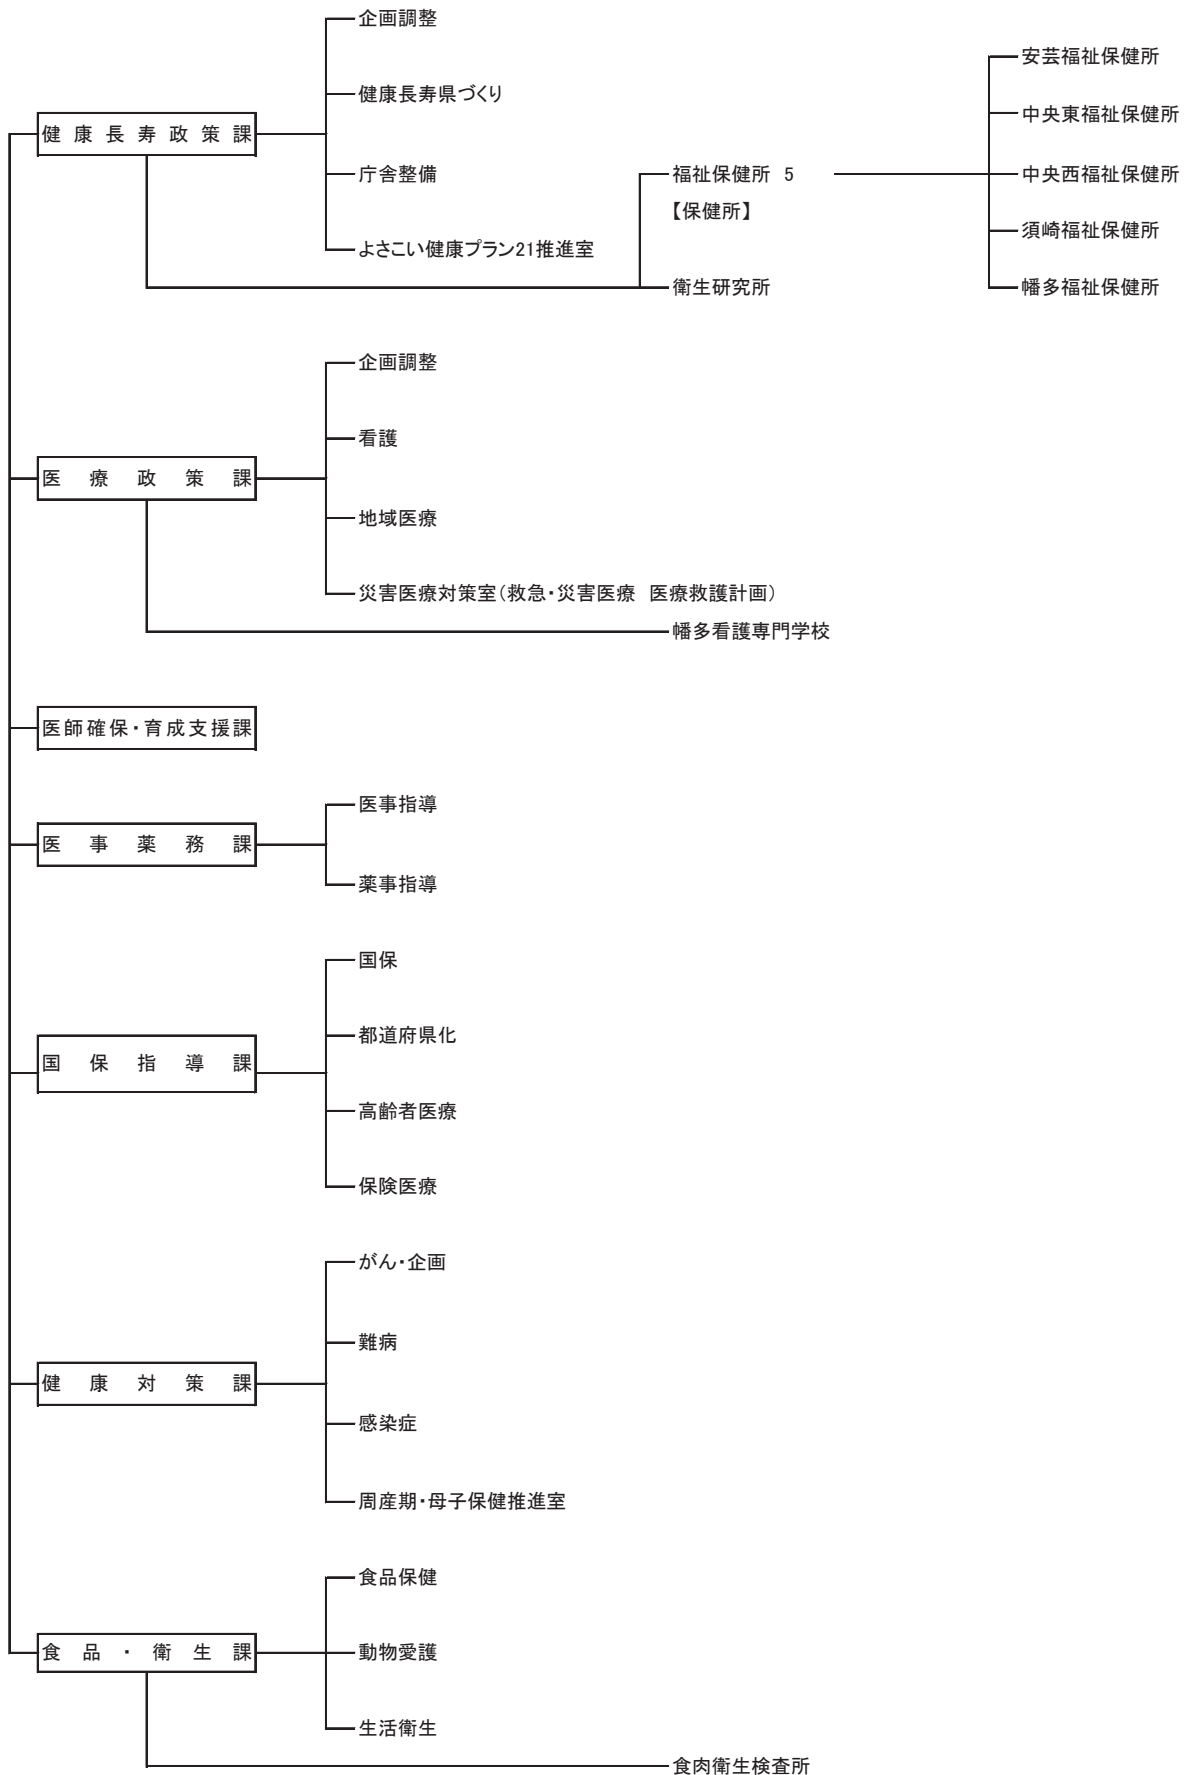 健康長寿政策課
企画調整
健康長寿県づくり
庁舎整備
よさこい健康プラン21推進室
福祉保健所 5
【保健所】
衛生研究所
安芸福祉保健所
中央東福祉保健所
中央西福祉保健所
須崎福祉保健所
幡多福祉保健所
医療政策課
企画調整
看護
地域医療
災害医療対策室(救急・災害医療 医療救護計画)
幡多看護専門学校
医師確保・育成支援課
医事薬務課
医事指導
薬事指導
国保指導課
国保
都道府県化
高齢者医療
保険医療
健康対策課
がん・企画
難病
感染症
周産期・母子保健推進室
食品・衛生課
食品保健
動物愛護
生活衛生
食肉衛生検査所